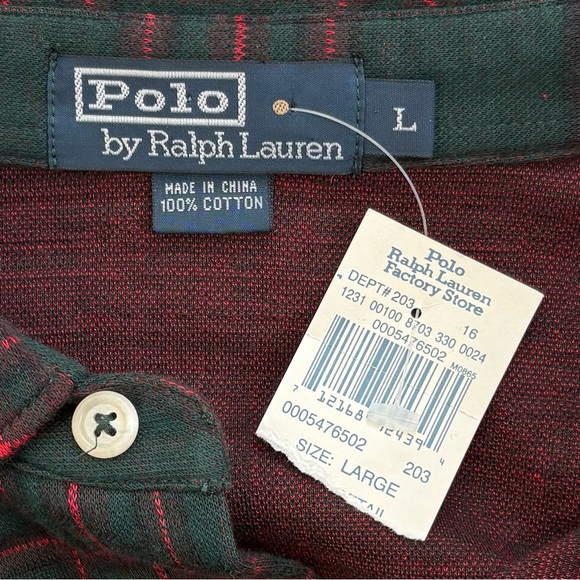 Polo
by Ralph Lauren
L
MADE IN CHINA
100% COTTON
Polo
Ralph Lauren
Factory Store
DEPT# 203 16
1231 00100 8703 330 0024
0005476502
M0865
0005476502 203
SIZE: LARGE